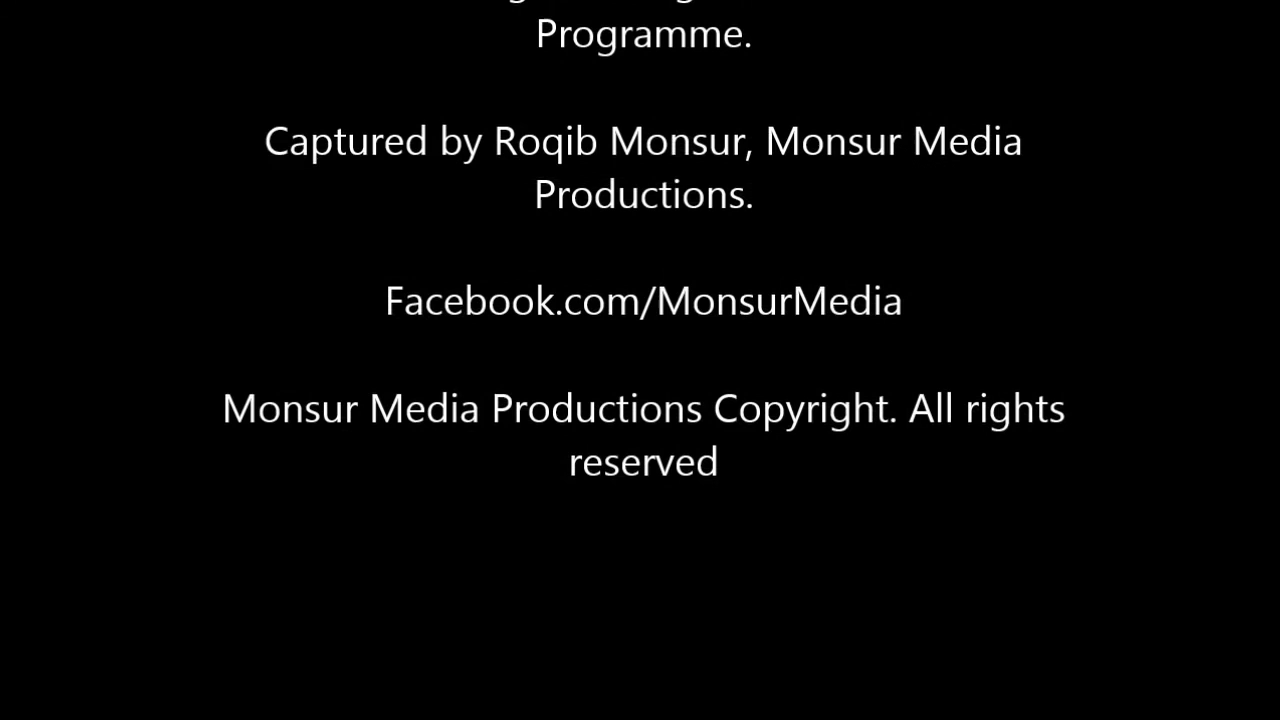 Programme.
Captured by Roqib Monsur, Monsur Media
Productions.
Facebook.com/MonsurMedia
Monsur Media Productions Copyright. All rights
reserved